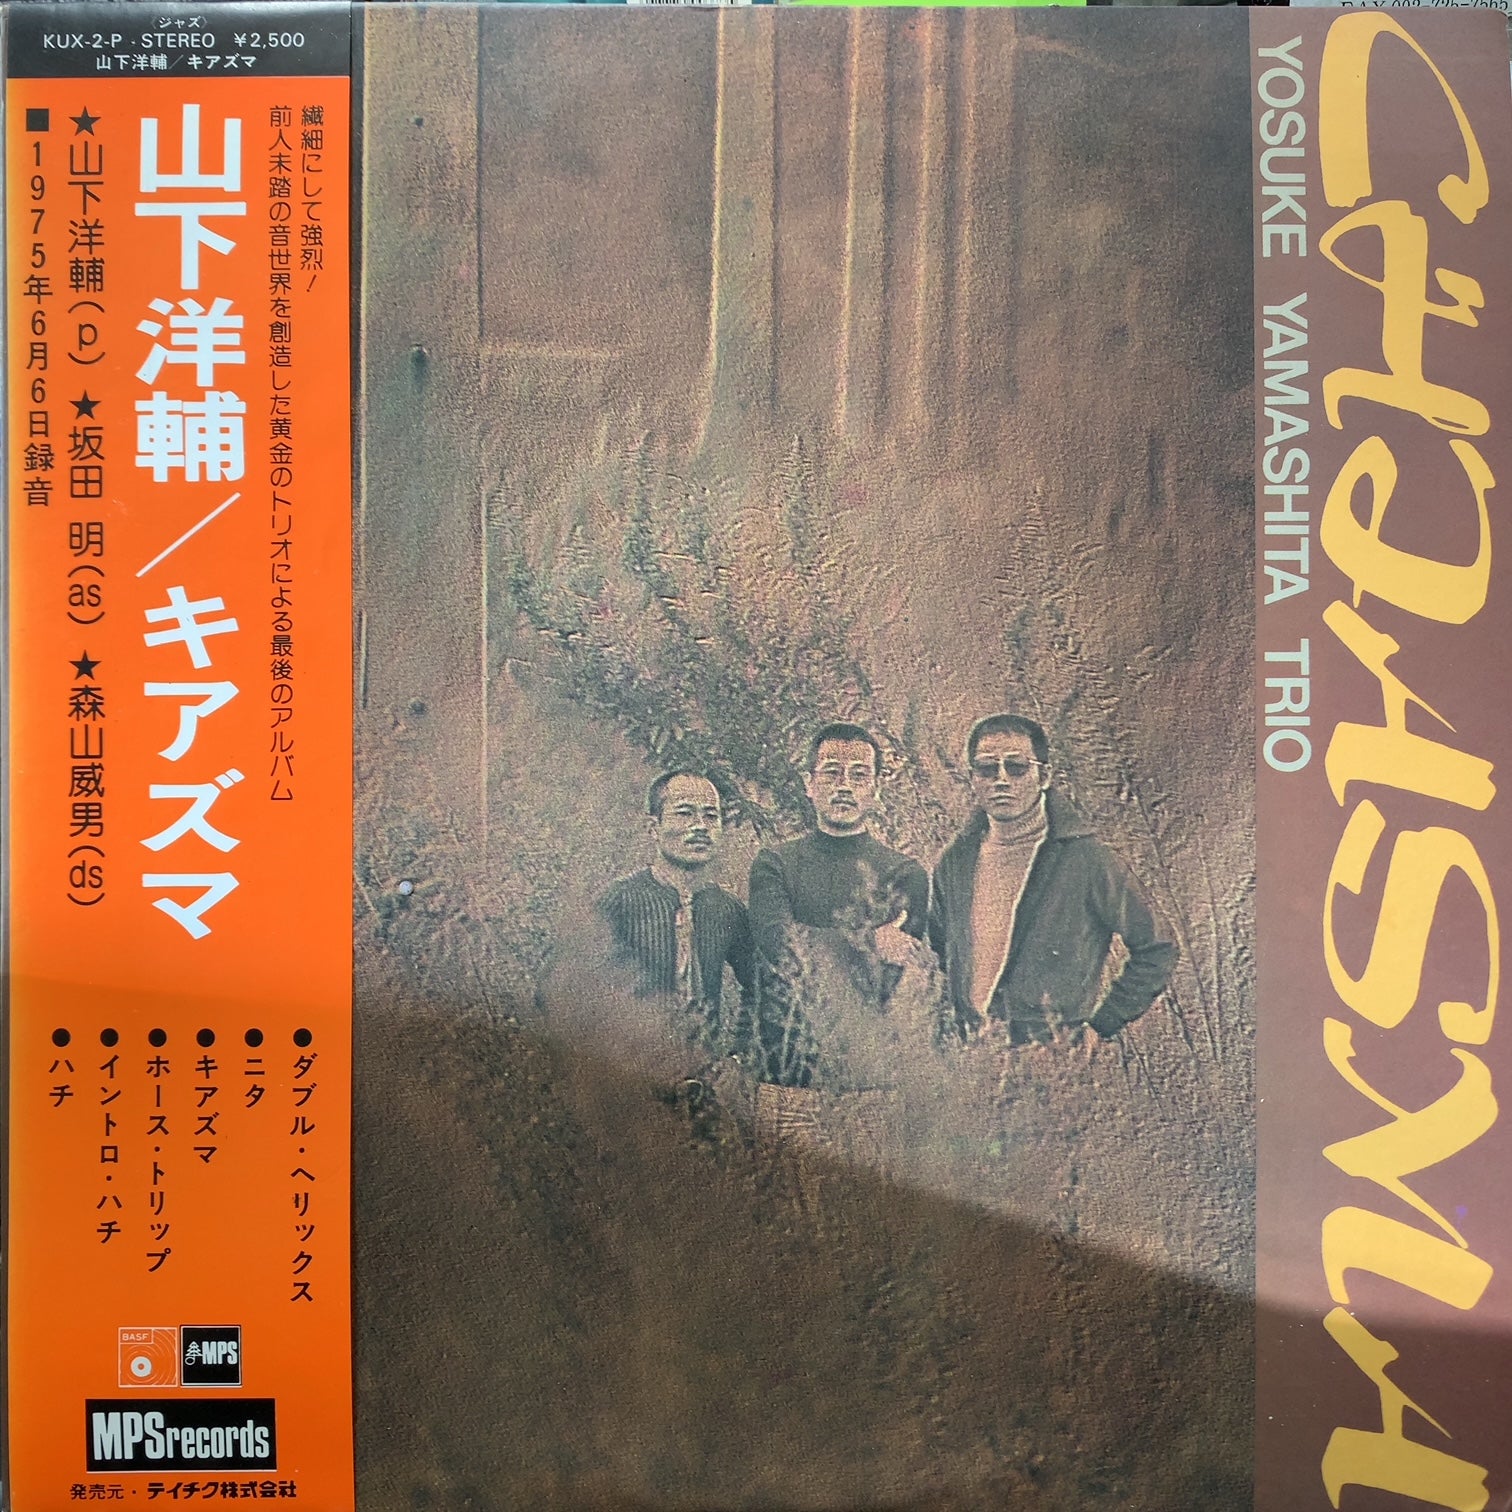 《ジャズ》
KUX-2-P・STEREO ¥2,500
山下洋輔／キアズマ
繊細にして強烈！
前人未踏の音世界を創造した黄金のトリオによる最後のアルバム
山下洋輔／キアズマ
★山下洋輔(p)★坂田 明(as)★森山威男(ds)
■1975年6月6日録音
●ダブル・ヘリックス
●ニタ
●キアズマ
●ホース・トリップ
●イントロ・ハチ
●ハチ
BASF
MPS
MPSrecords
発売元・テイチク株式会社
CHIASMA
YOSUKE YAMASHITA TRIO